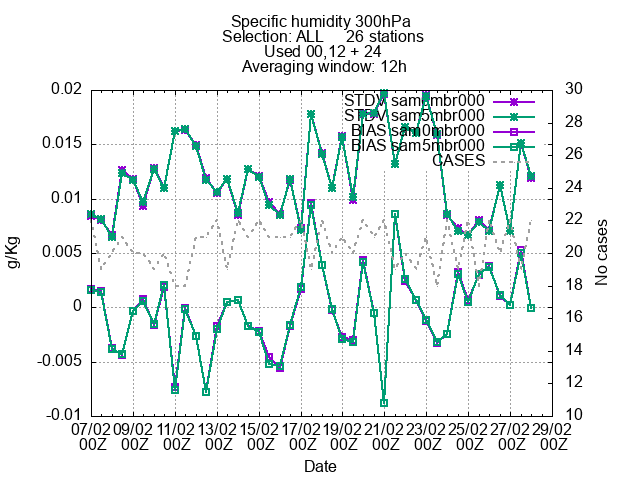 Specific humidity 300hPa
Selection: ALL 26 stations
Used 00,12 + 24
Averaging window: 12h
STDV sam0mbr000
STDV sam5mbr000
BIAS sam0mbr000
BIAS sam5mbr000
CASES
0.02
0.015
0.01
0.005
0
-0.005
-0.01
g/Kg
30
28
26
24
22
20
18
16
14
12
10
No cases
07/02 09/02 11/02 13/02 15/02 17/02 19/02 21/02 23/02 25/02 27/02 29/02
00Z 00Z 00Z 00Z 00Z 00Z 00Z 00Z 00Z 00Z 00Z 00Z
Date